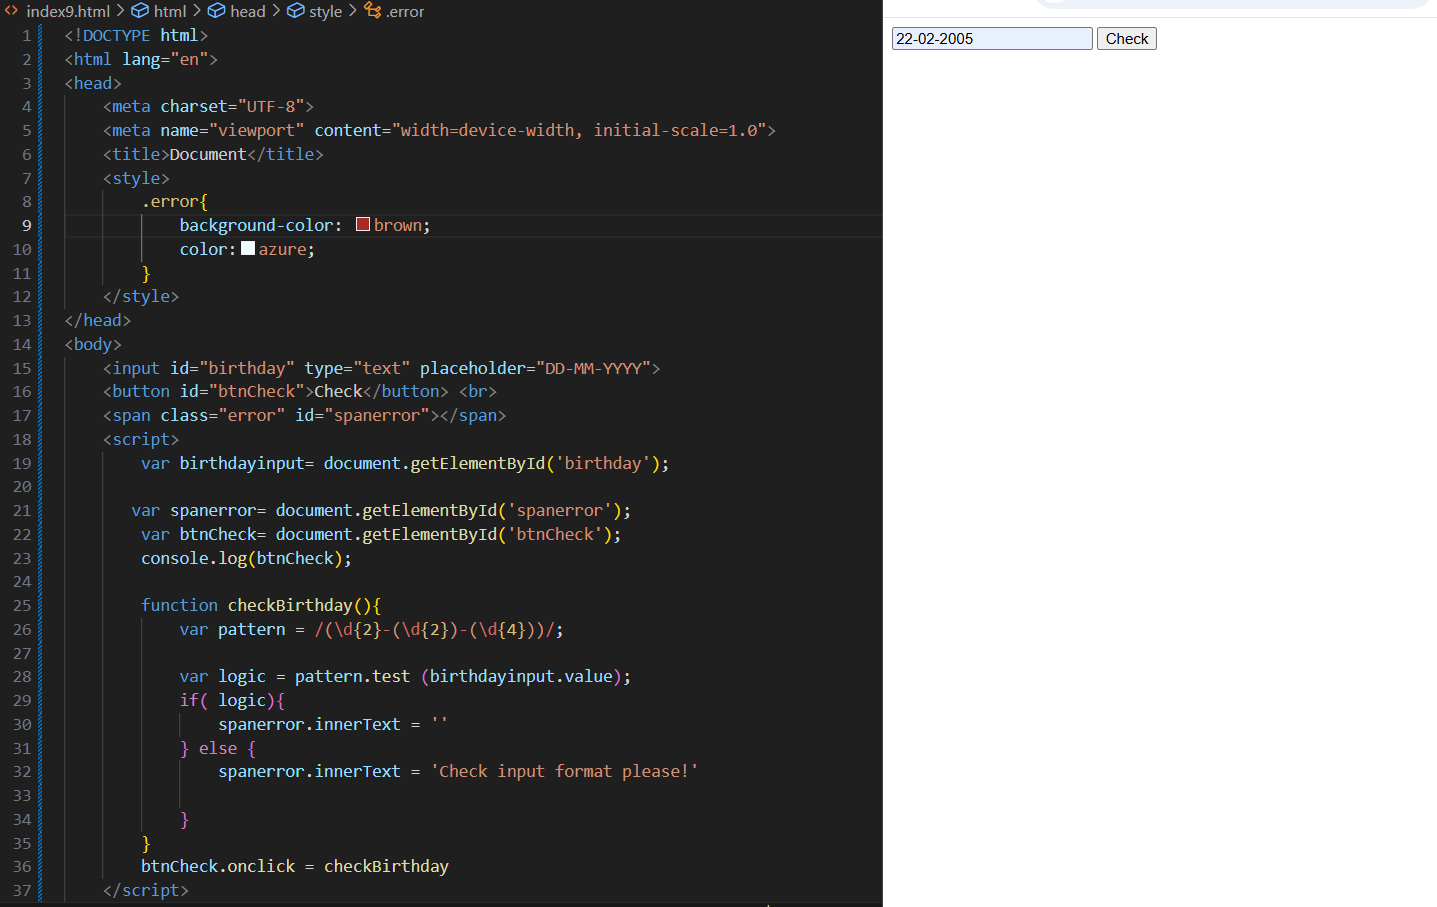 index9.html > html > head > style > .error
1 <!DOCTYPE html>
2 <html lang="en">
3 <head>
4 <meta charset="UTF-8">
5 <meta name="viewport" content="width=device-width, initial-scale=1.0">
6 <title>Document</title>
7 <style>
8 .error{
9 background-color: brown;
10 color: azure;
11 }
12 </style>
13 </head>
14 <body>
15 <input id="birthday" type="text" placeholder="DD-MM-YYYY">
16 <button id="btnCheck">Check</button> <br>
17 <span class="error" id="spanerror"></span>
18 <script>
19 var birthdayinput= document.getElementById('birthday');
20
21 var spanerror= document.getElementById('spanerror');
22 var btnCheck= document.getElementById('btnCheck');
23 console.log(btnCheck);
24
25 function checkBirthday(){
26 var pattern = /(\d{2}-(\d{2})-(\d{4}))/;
27
28 var logic = pattern.test (birthdayinput.value);
29 if( logic){
30 spanerror.innerText = ''
31 } else {
32 spanerror.innerText = 'Check input format please!'
33
34 }
35 }
36 btnCheck.onclick = checkBirthday
37 </script>
22-02-2005 Check